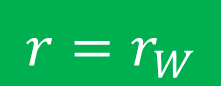 r = r_W